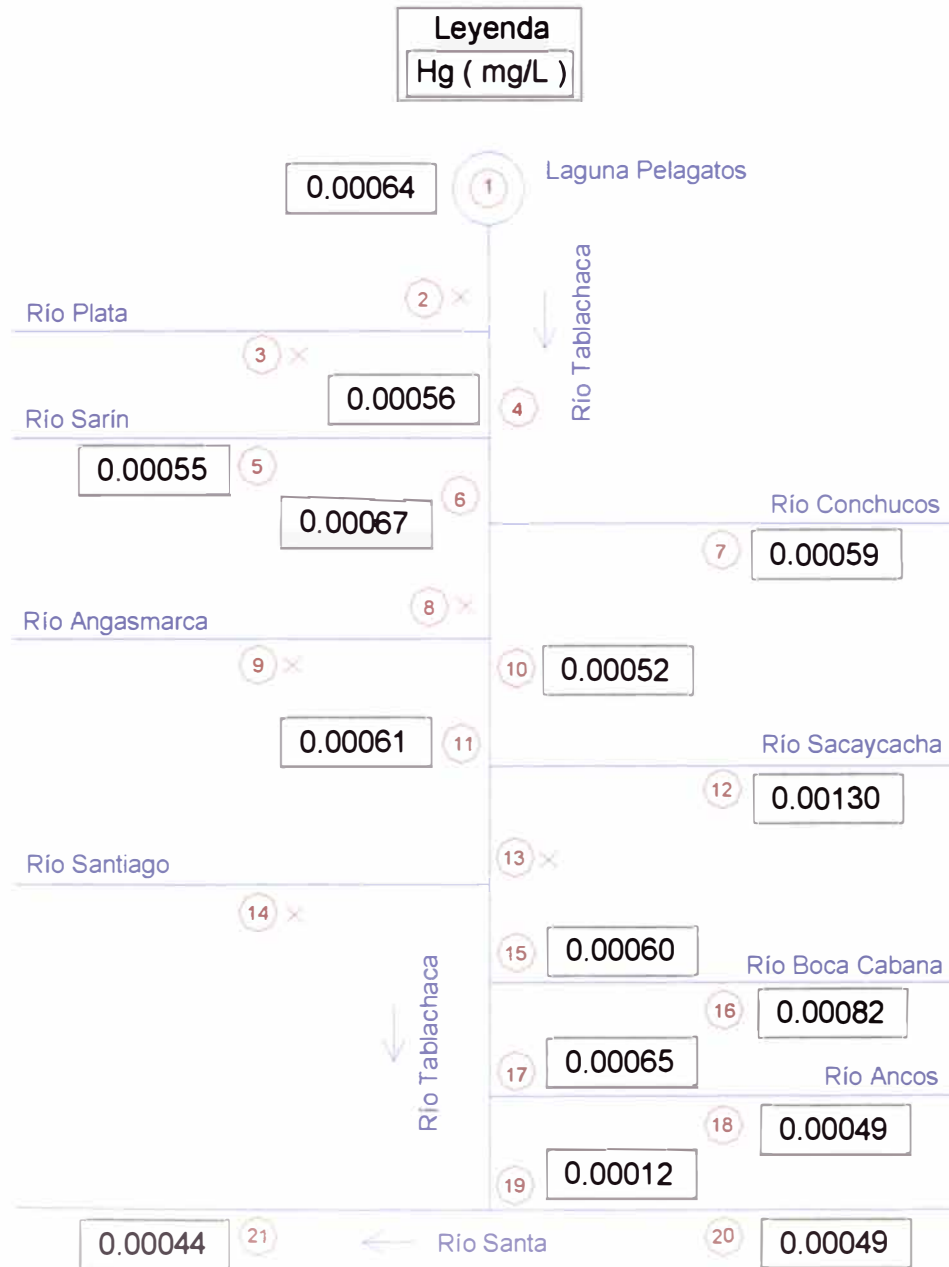 Leyenda
Hg ( mg/L )
0.00064
1
Laguna Pelagatos
Río Tablachaca
2
Río Plata
3
0.00056
4
Río Sarín
0.00055
5
6
0.00067
Río Conchucos
7
0.00059
8
Río Angasmarca
9
10
0.00052
0.00061
11
Río Sacaycacha
12
0.00130
13
Río Santiago
14
15
0.00060
Río Boca Cabana
16
0.00082
Río Tablachaca
17
0.00065
Río Ancos
18
0.00049
19
0.00012
0.00044
21
Río Santa
20
0.00049